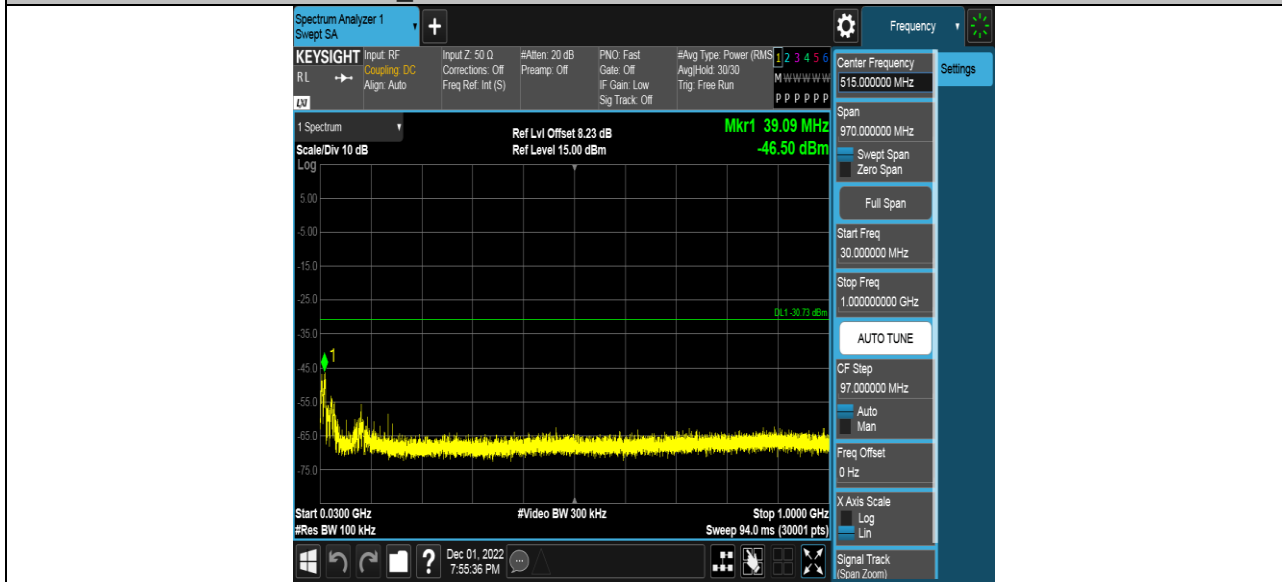 Spectrum Analyzer 1
Swept SA
+
Frequency
KEYSIGHT
RL
LXI
Input: RF
Coupling: DC
Align: Auto
Input Z: 50 Ω
Corrections: Off
Freq Ref: Int (S)
#Atten: 20 dB
Preamp: Off
PNO: Fast
Gate: Off
IF Gain: Low
Sig Track: Off
#Avg Type: Power (RMS
Avg|Hold: 30/30
Trig: Free Run
1 2 3 4 5 6
M W W W W W
P P P P P P
1 Spectrum
Scale/Div 10 dB
Log
Ref Lvl Offset 8.23 dB
Ref Level 15.00 dBm
Mkr1 39.09 MHz
-46.50 dBm
5.00
-5.00
-15.0
-25.0
DL1 -30.73 dBm
-35.0
1
-45.0
-55.0
-65.0
-75.0
Start 0.0300 GHz
#Res BW 100 kHz
#Video BW 300 kHz
Stop 1.0000 GHz
Sweep 94.0 ms (30001 pts)
?
Dec 01, 2022
7:55:36 PM
Center Frequency
515.000000 MHz
Span
970.000000 MHz
Swept Span
Zero Span
Full Span
Start Freq
30.000000 MHz
Stop Freq
1.000000000 GHz
AUTO TUNE
CF Step
97.000000 MHz
Auto
Man
Freq Offset
0 Hz
X Axis Scale
Log
Lin
Signal Track
(Span Zoom)
Settings